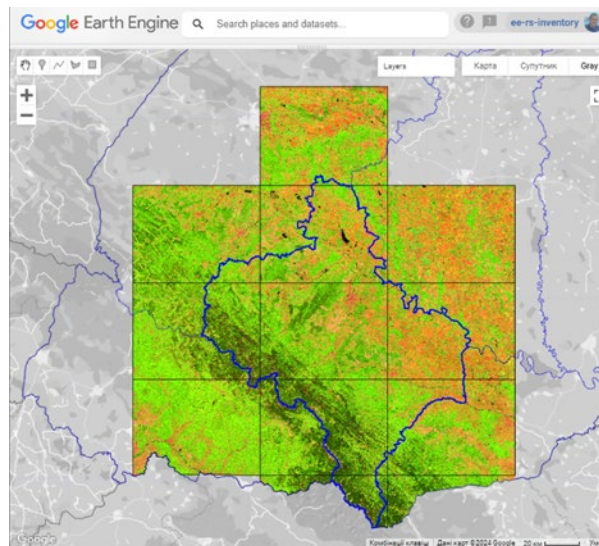 Google Earth Engine
Search places and datasets...
ee-rs-inventory
Layers
Карта
Супутник
Gray
Google
Комбінації клавіш
Дані карт ©2024 Google
20 км
Ум